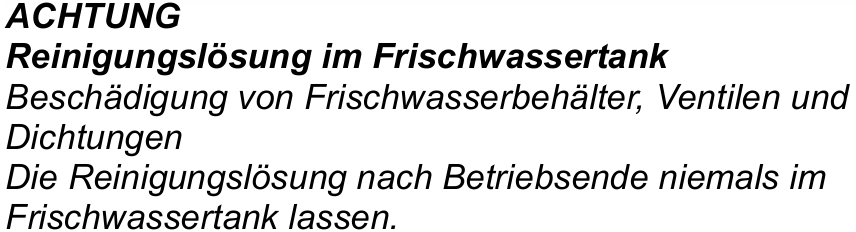 ACHTUNG
Reinigungslösung im Frischwassertank
Beschädigung von Frischwasserbehälter, Ventilen und
Dichtungen
Die Reinigungslösung nach Betriebsende niemals im
Frischwassertank lassen.